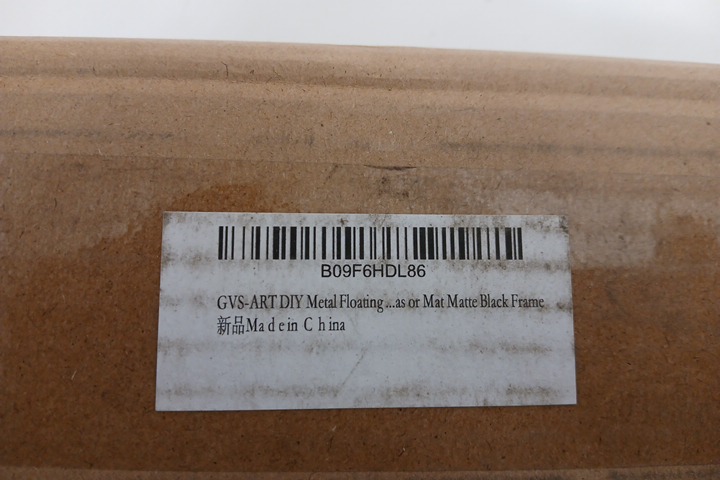 B09F6HDL86
GVS-ART DIY Metal Floating ...as or Mat Matte Black Frame
新品Made in China